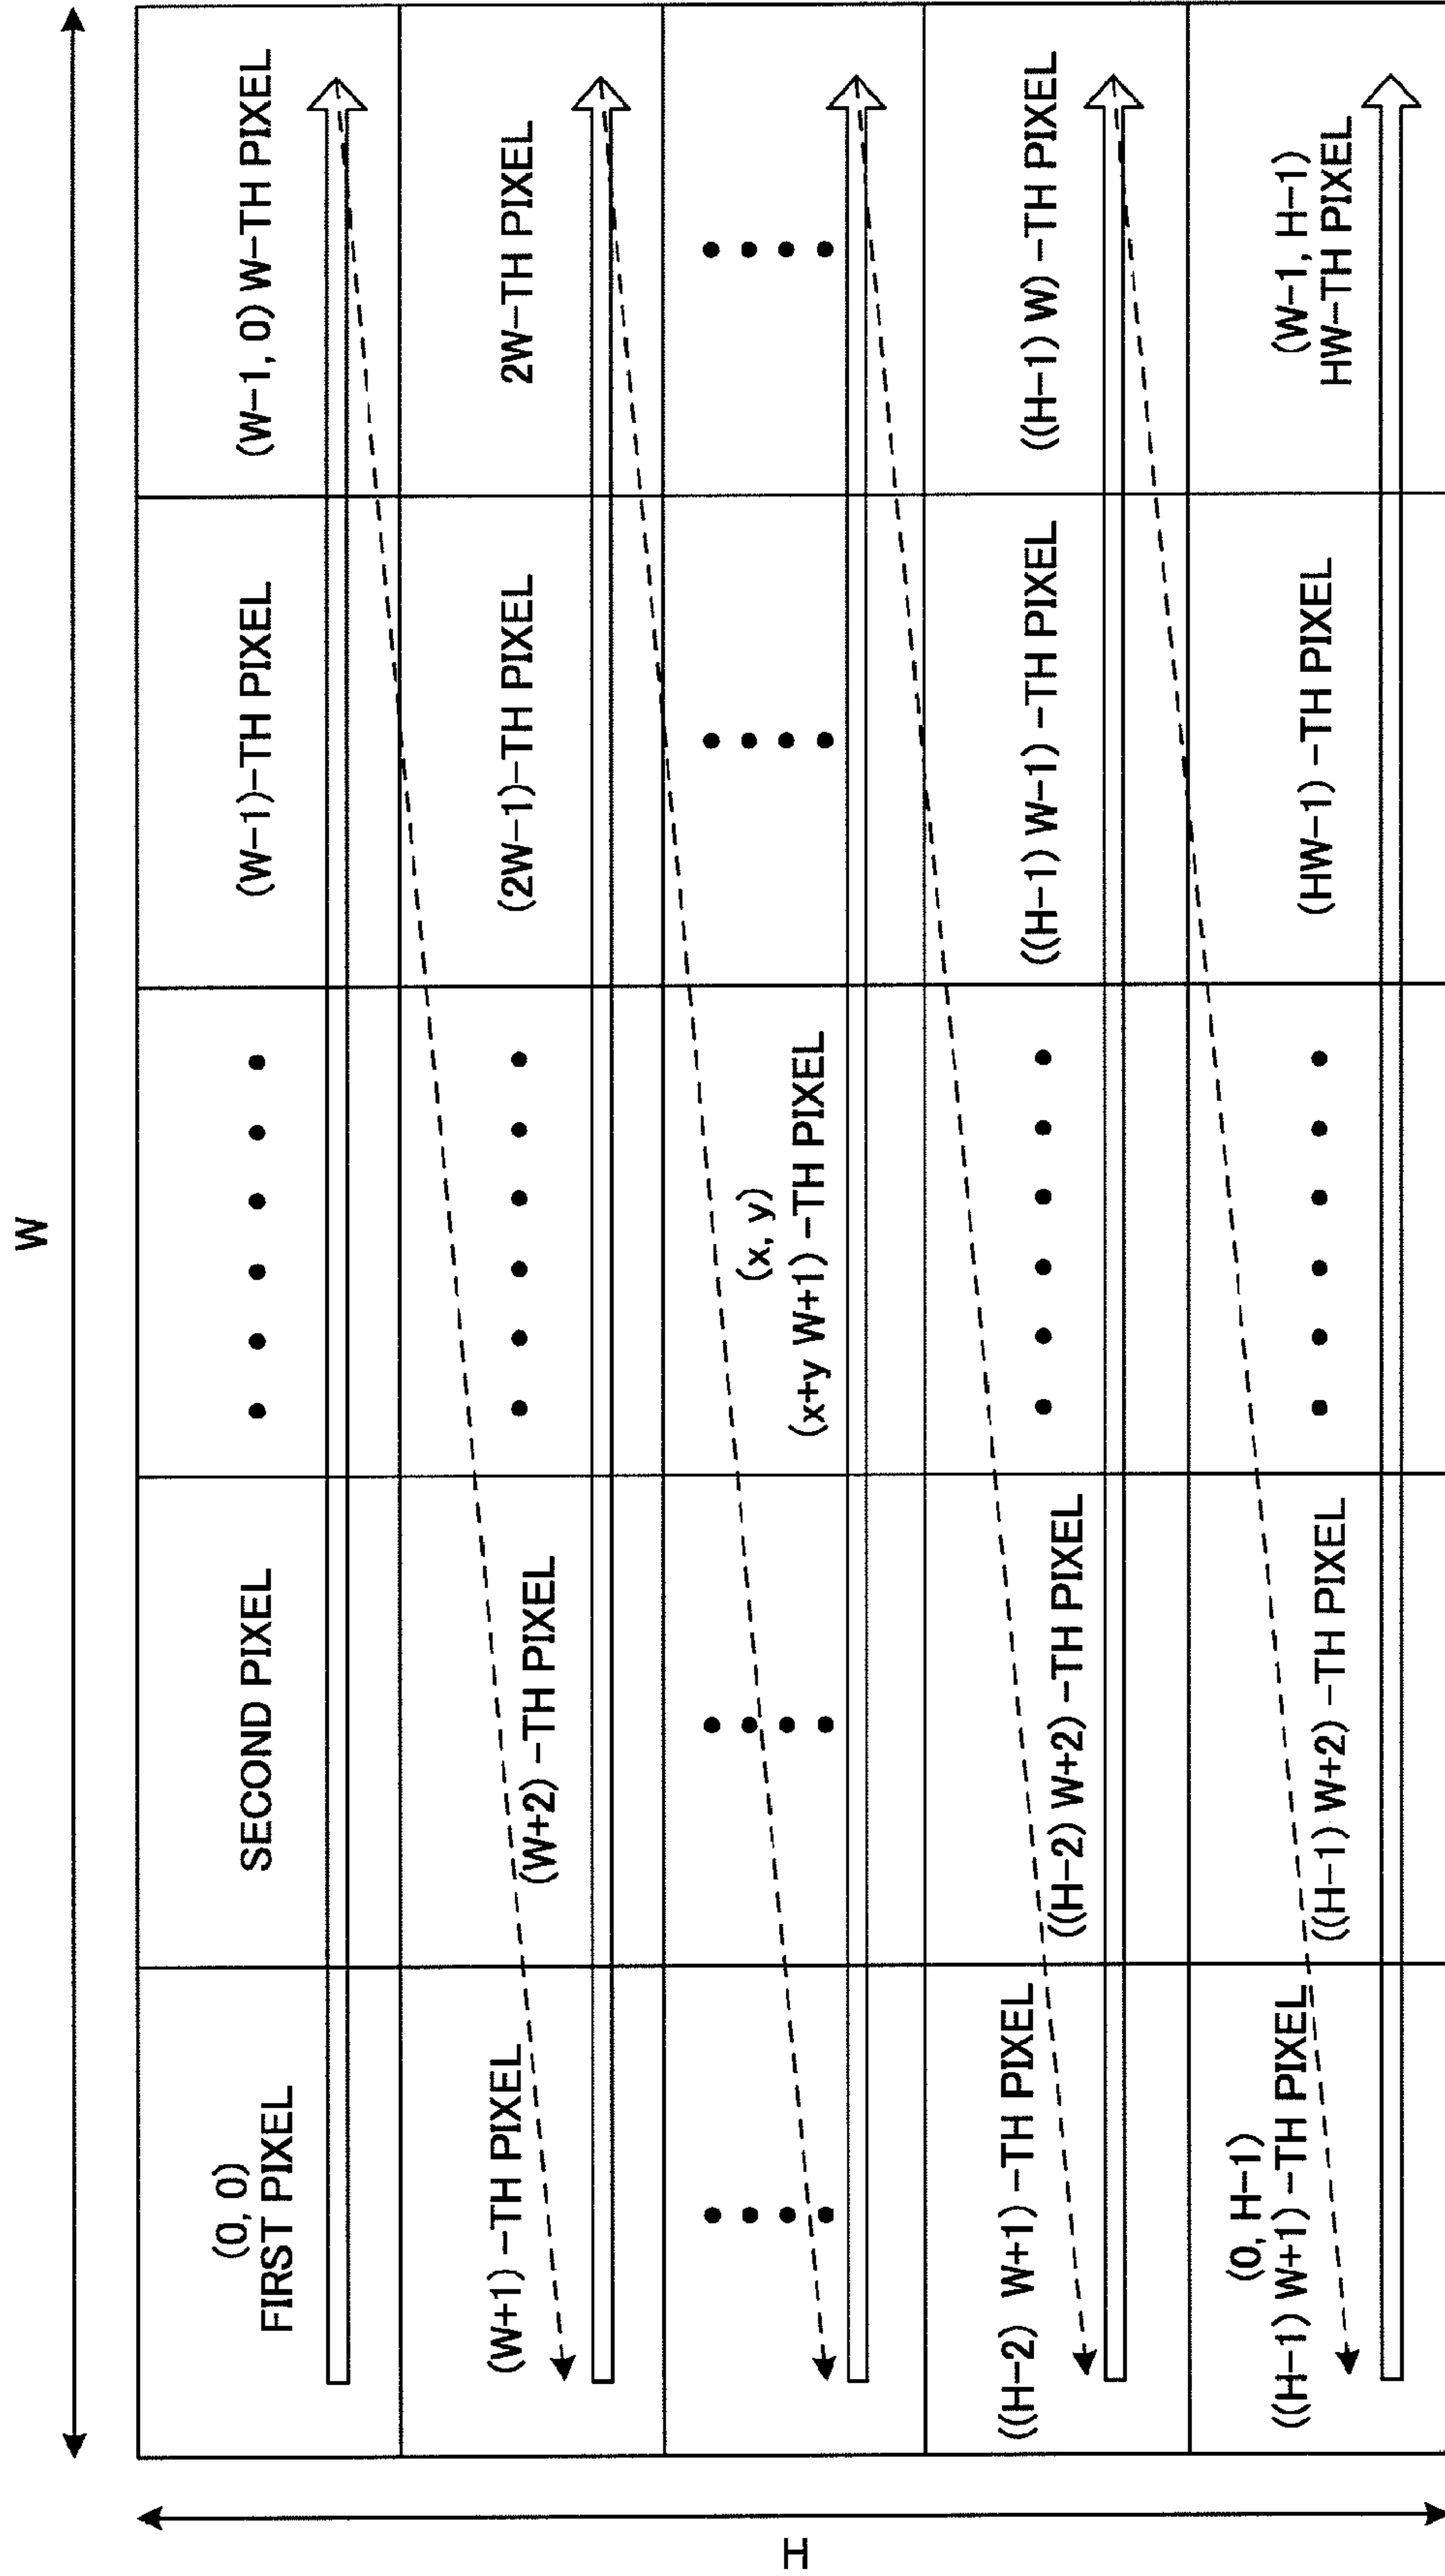 W
H
(0, 0)
FIRST PIXEL
SECOND PIXEL
(W-1)-TH PIXEL
(W-1, 0) W-TH PIXEL
(W+1) -TH PIXEL
(W+2) -TH PIXEL
(2W-1)-TH PIXEL
2W-TH PIXEL
(x, y)
(x+y W+1) -TH PIXEL
((H-2) W+1) -TH PIXEL
((H-2) W+2) -TH PIXEL
((H-1) W-1) -TH PIXEL
((H-1) W) -TH PIXEL
(0, H-1)
((H-1) W+1) -TH PIXEL
((H-1) W+2) -TH PIXEL
(HW-1) -TH PIXEL
(W-1, H-1)
HW-TH PIXEL